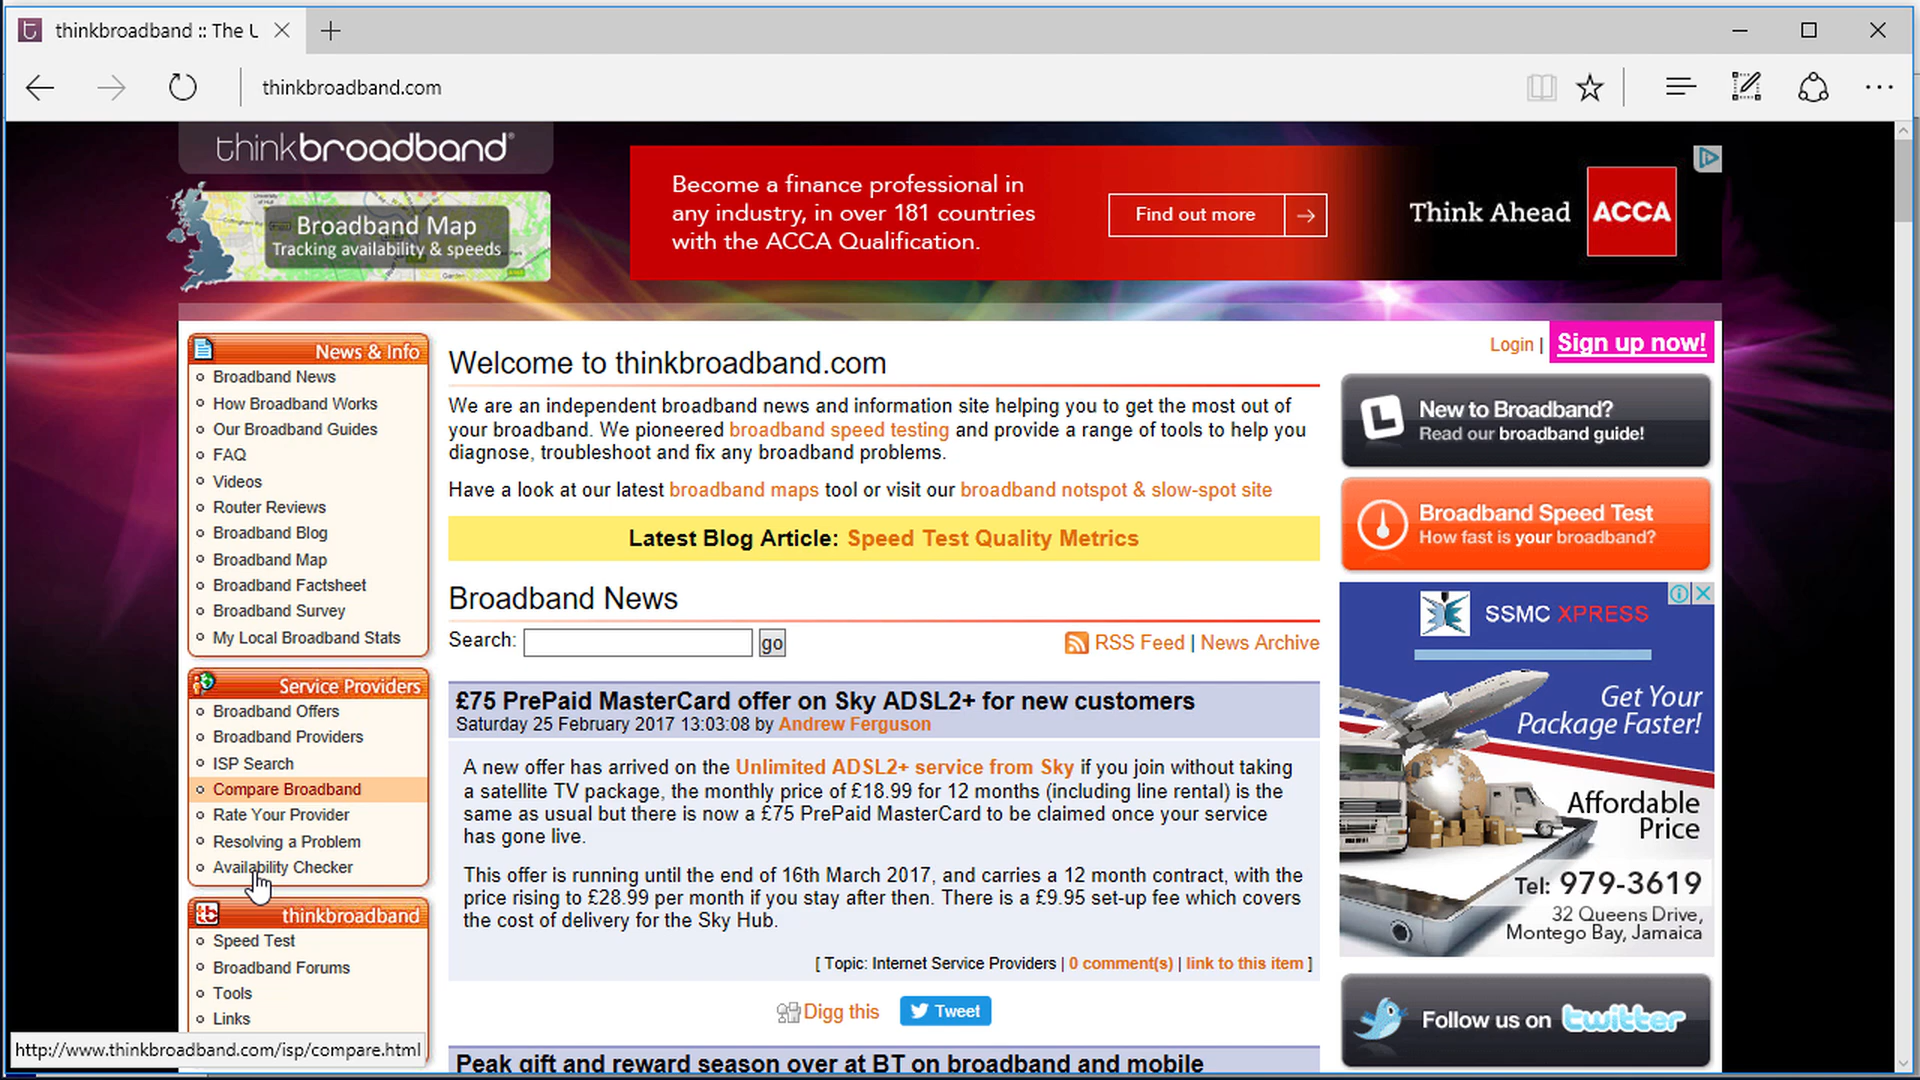 thinkbroadband :: The U
thinkbroadband.com
thinkbroadband®
Broadband Map
Tracking availability & speeds
Become a finance professional in
any industry, in over 181 countries
with the ACCA Qualification.
Find out more
Think Ahead
ACCA
News & Info
Broadband News
How Broadband Works
Our Broadband Guides
FAQ
Videos
Router Reviews
Broadband Blog
Broadband Map
Broadband Factsheet
Broadband Survey
My Local Broadband Stats
Service Providers
Broadband Offers
Broadband Providers
ISP Search
Compare Broadband
Rate Your Provider
Resolving a Problem
Availability Checker
thinkbroadband
Speed Test
Broadband Forums
Tools
Links
http://www.thinkbroadband.com/isp/compare.html
Welcome to thinkbroadband.com
We are an independent broadband news and information site helping you to get the most out of
your broadband. We pioneered broadband speed testing and provide a range of tools to help you
diagnose, troubleshoot and fix any broadband problems.
Have a look at our latest broadband maps tool or visit our broadband notspot & slow-spot site
Latest Blog Article: Speed Test Quality Metrics
Broadband News
Search: go
RSS Feed | News Archive
£75 PrePaid MasterCard offer on Sky ADSL2+ for new customers
Saturday 25 February 2017 13:03:08 by Andrew Ferguson
A new offer has arrived on the Unlimited ADSL2+ service from Sky if you join without taking
a satellite TV package, the monthly price of £18.99 for 12 months (including line rental) is the
same as usual but there is now a £75 PrePaid MasterCard to be claimed once your service
has gone live.
This offer is running until the end of 16th March 2017, and carries a 12 month contract, with the
price rising to £28.99 per month if you stay after then. There is a £9.95 set-up fee which covers
the cost of delivery for the Sky Hub.
[ Topic: Internet Service Providers | 0 comment(s) | link to this item ]
Digg this
Tweet
Peak gift and reward season over at BT on broadband and mobile
Login | Sign up now!
New to Broadband?
Read our broadband guide!
Broadband Speed Test
How fast is your broadband?
SSMC XPRESS
Get Your
Package Faster!
Affordable
Price
Tel: 979-3619
32 Queens Drive,
Montego Bay, Jamaica
Follow us on twitter